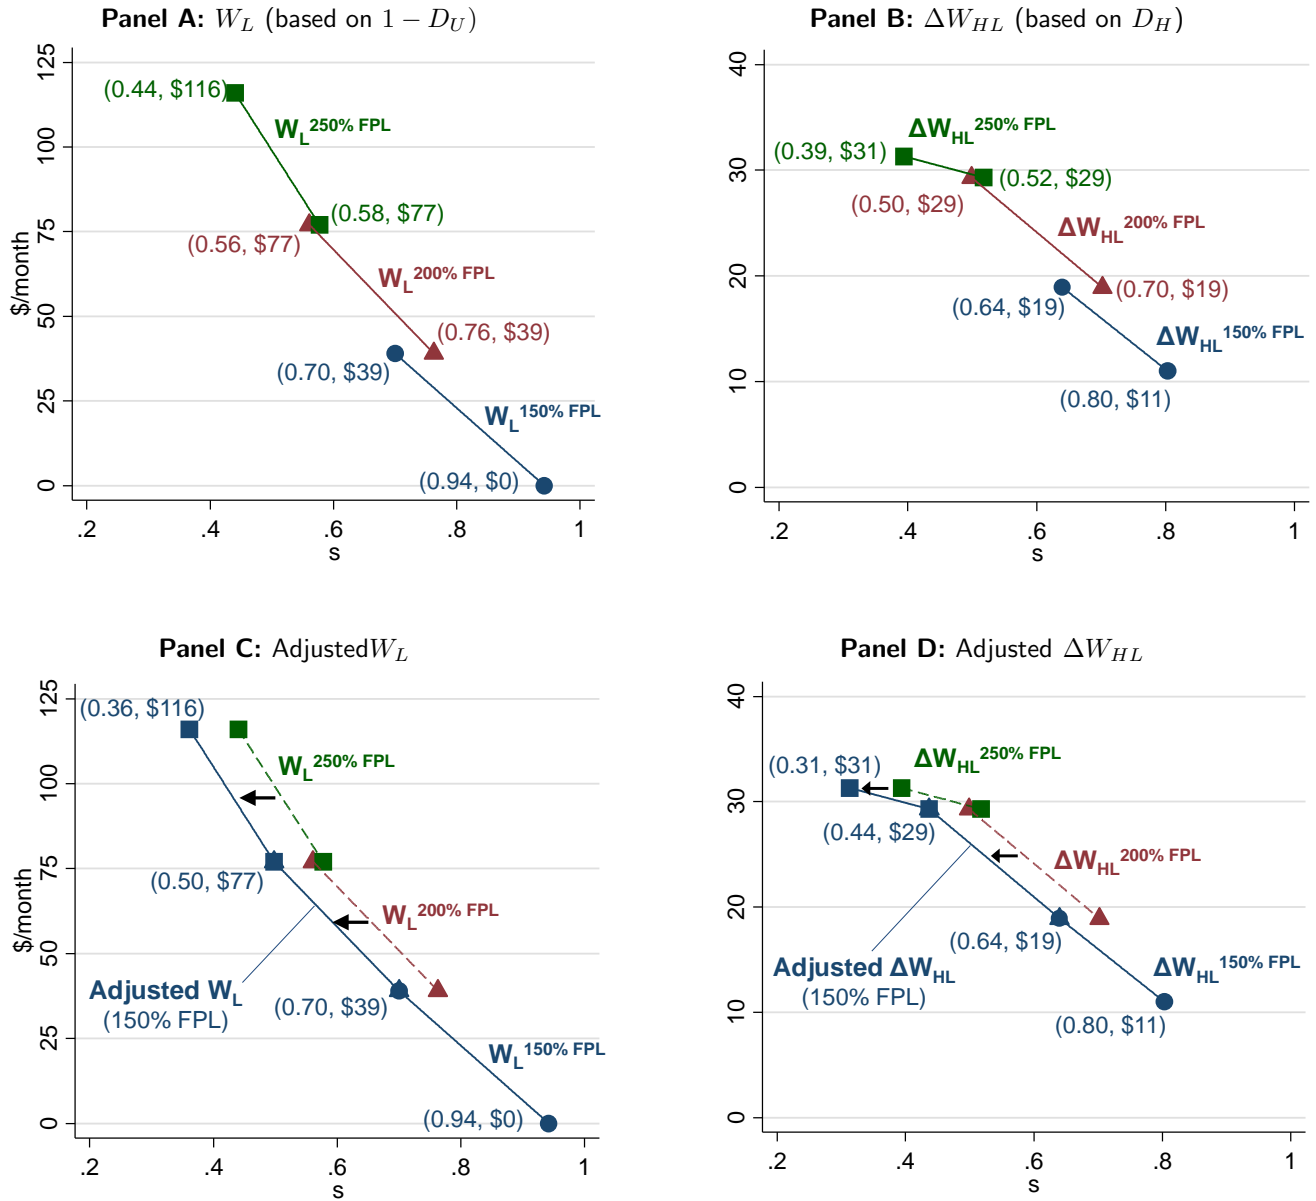 Panel A: W_L (based on 1 − D_U)
125
100
75
50
25
0
$/month
(0.44, $116)
W_L^250% FPL
(0.58, $77)
(0.56, $77)
W_L^200% FPL
(0.76, $39)
(0.70, $39)
W_L^150% FPL
(0.94, $0)
.2 .4 .6 .8 1
s
Panel B: ΔW_HL (based on D_H)
40
30
20
10
0
ΔW_HL^250% FPL
(0.39, $31)
(0.52, $29)
(0.50, $29)
ΔW_HL^200% FPL
(0.70, $19)
(0.64, $19)
ΔW_HL^150% FPL
(0.80, $11)
.2 .4 .6 .8 1
s
Panel C: AdjustedW_L
125
100
75
50
25
0
$/month
(0.36, $116)
W_L^250% FPL
(0.50, $77)
W_L^200% FPL
Adjusted W_L
(150% FPL)
(0.70, $39)
W_L^150% FPL
(0.94, $0)
.2 .4 .6 .8 1
s
Panel D: Adjusted ΔW_HL
40
30
20
10
0
ΔW_HL^250% FPL
(0.31, $31)
(0.44, $29)
ΔW_HL^200% FPL
(0.64, $19)
Adjusted ΔW_HL
(150% FPL)
ΔW_HL^150% FPL
(0.80, $11)
.2 .4 .6 .8 1
s